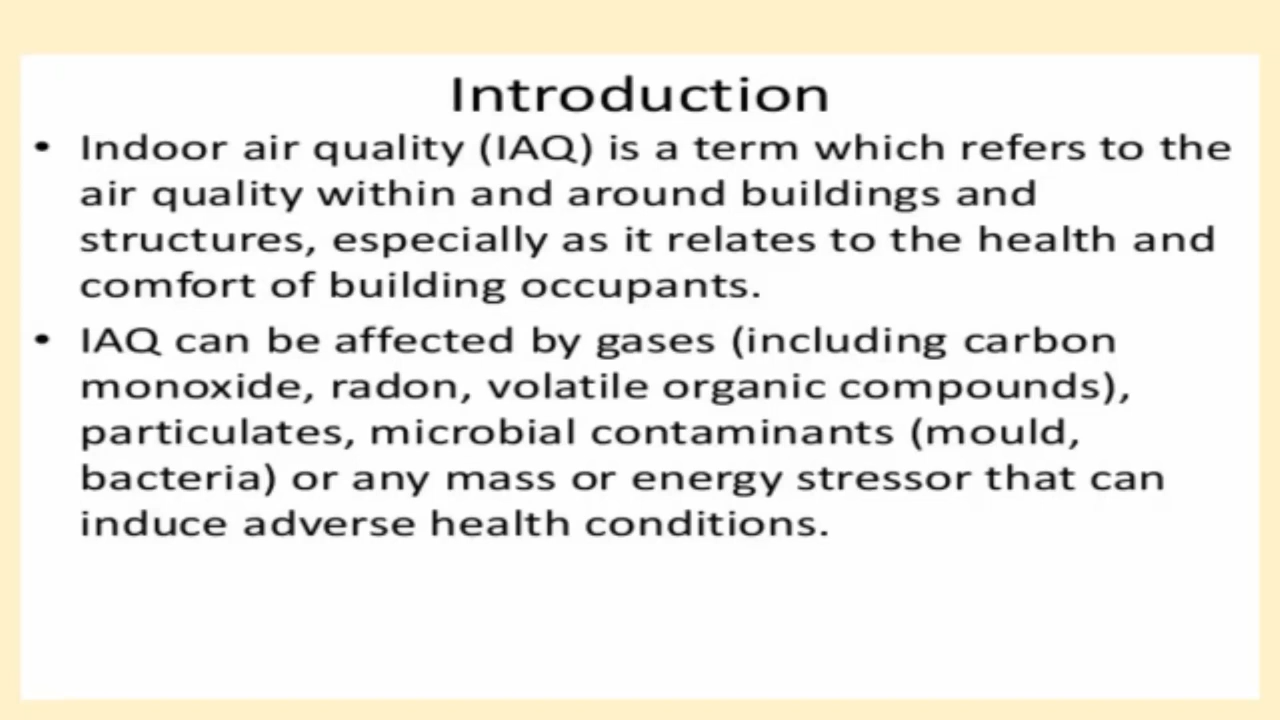 Introduction
• Indoor air quality (IAQ) is a term which refers to the
air quality within and around buildings and
structures, especially as it relates to the health and
comfort of building occupants.
• IAQ can be affected by gases (including carbon
monoxide, radon, volatile organic compounds),
particulates, microbial contaminants (mould,
bacteria) or any mass or energy stressor that can
induce adverse health conditions.